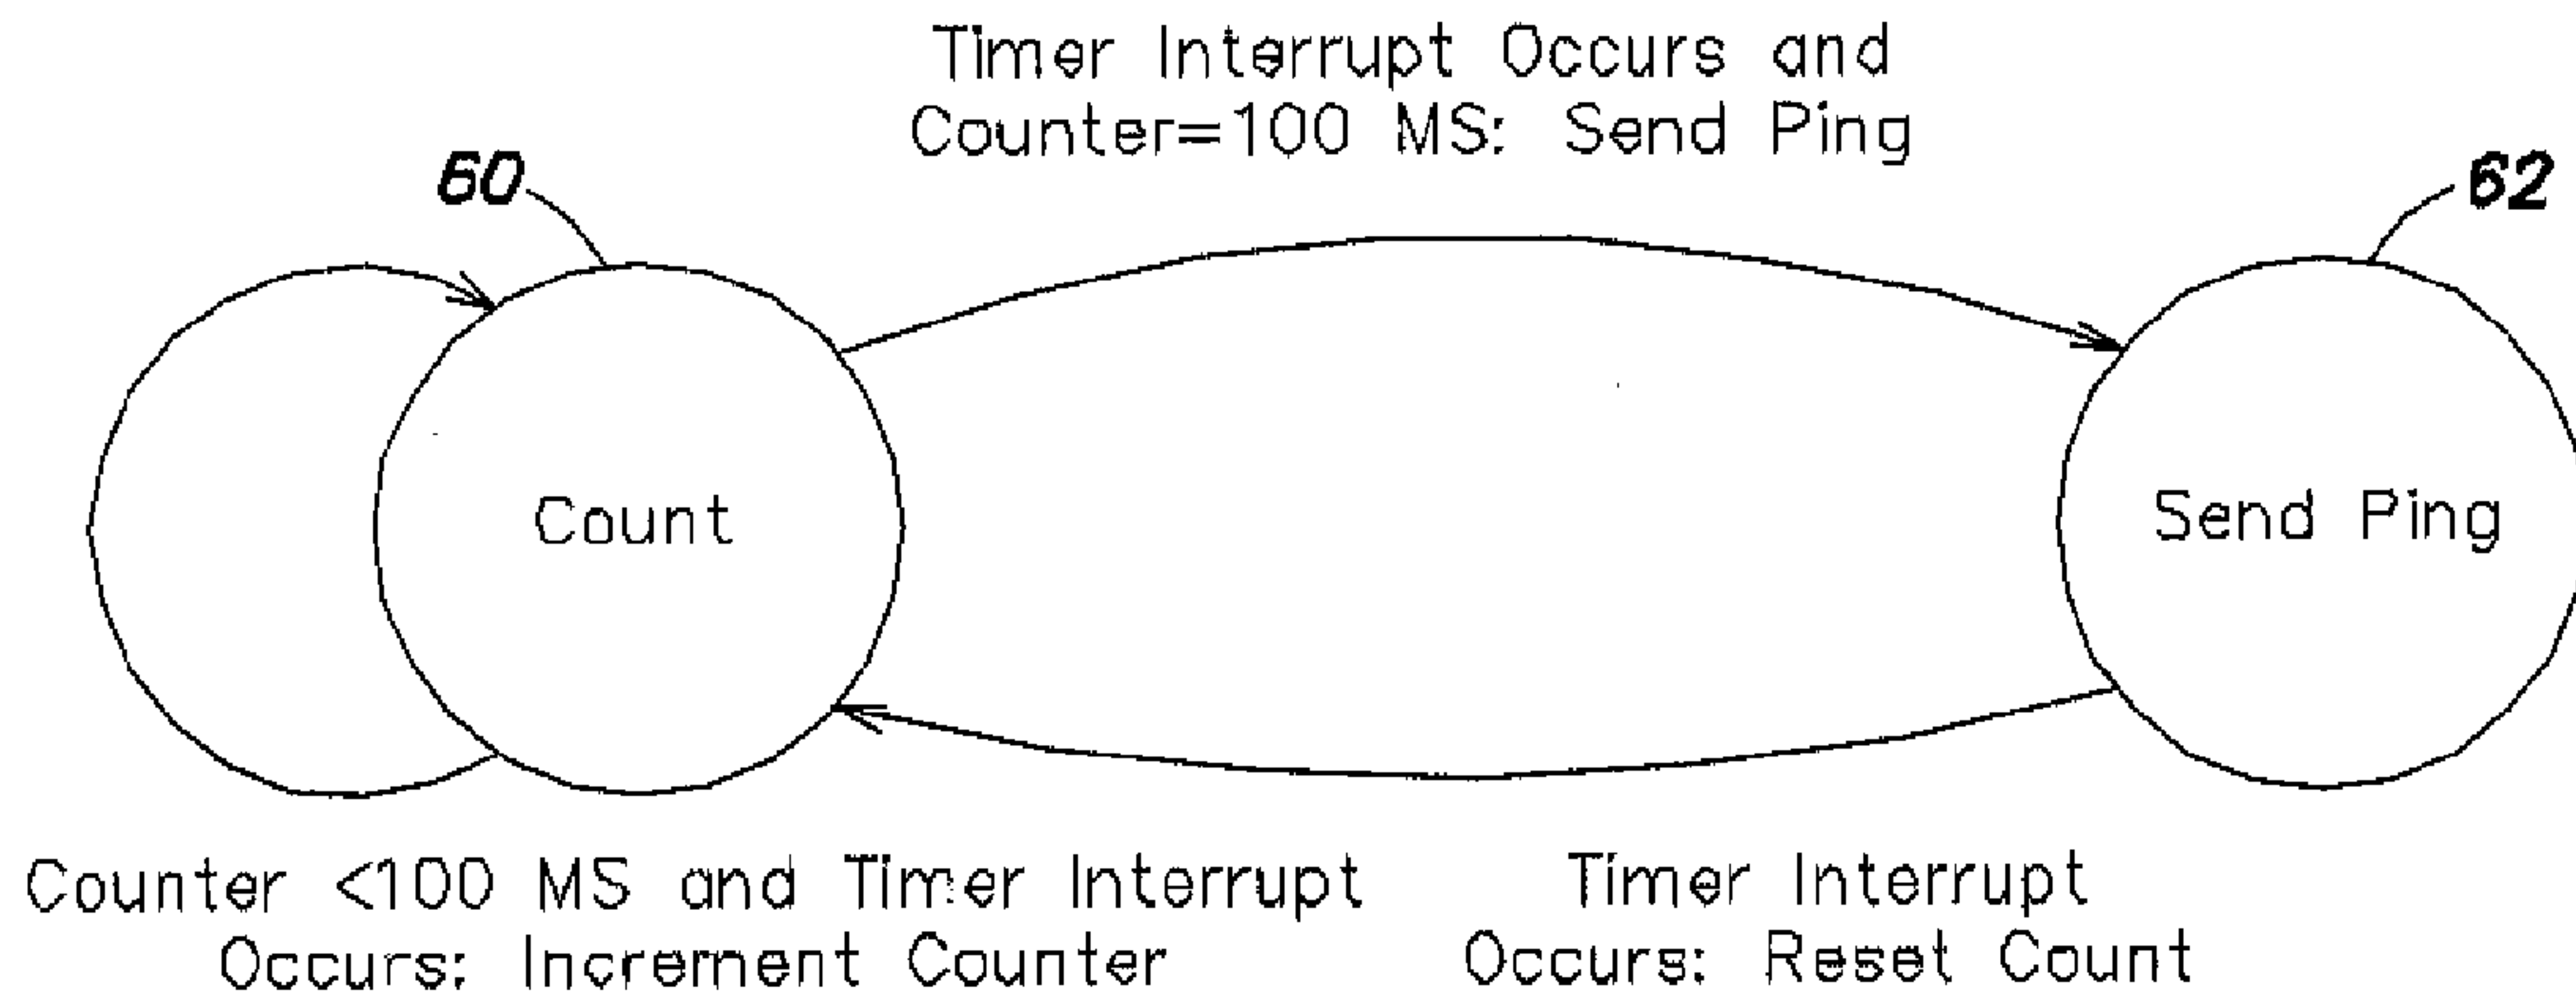 Timer Interrupt Occurs and
Counter=100 MS: Send Ping
60
62
Count
Send Ping
Counter <100 MS and Timer Interrupt
Occurs: Increment Counter
Timer Interrupt
Occurs: Reset Count